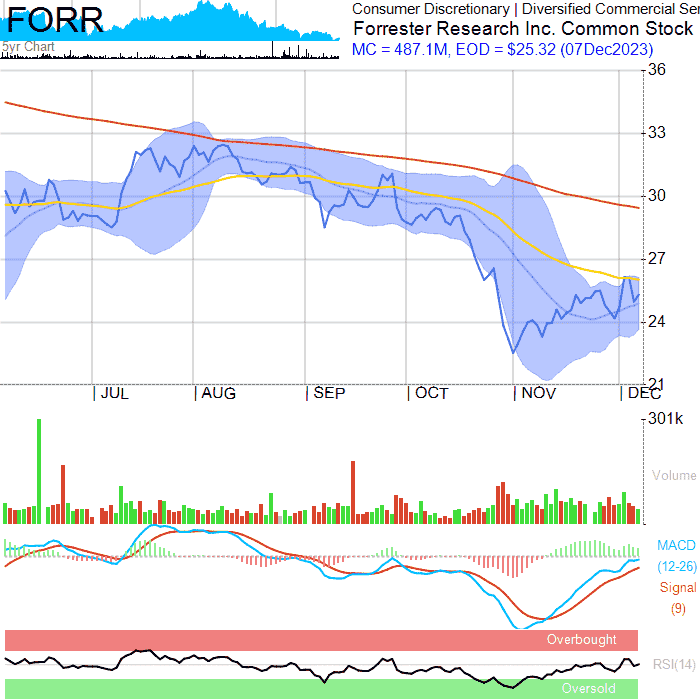 FORR
Consumer Discretionary | Diversified Commercial Ser
Forrester Research Inc. Common Stock
MC = 487.1M, EOD = $25.32 (07Dec2023)
5yr Chart
36
33
30
27
24
21
JUL AUG SEP OCT NOV DEC
301k
Volume
MACD
(12-26)
Signal
(9)
Overbought
RSI(14)
Oversold